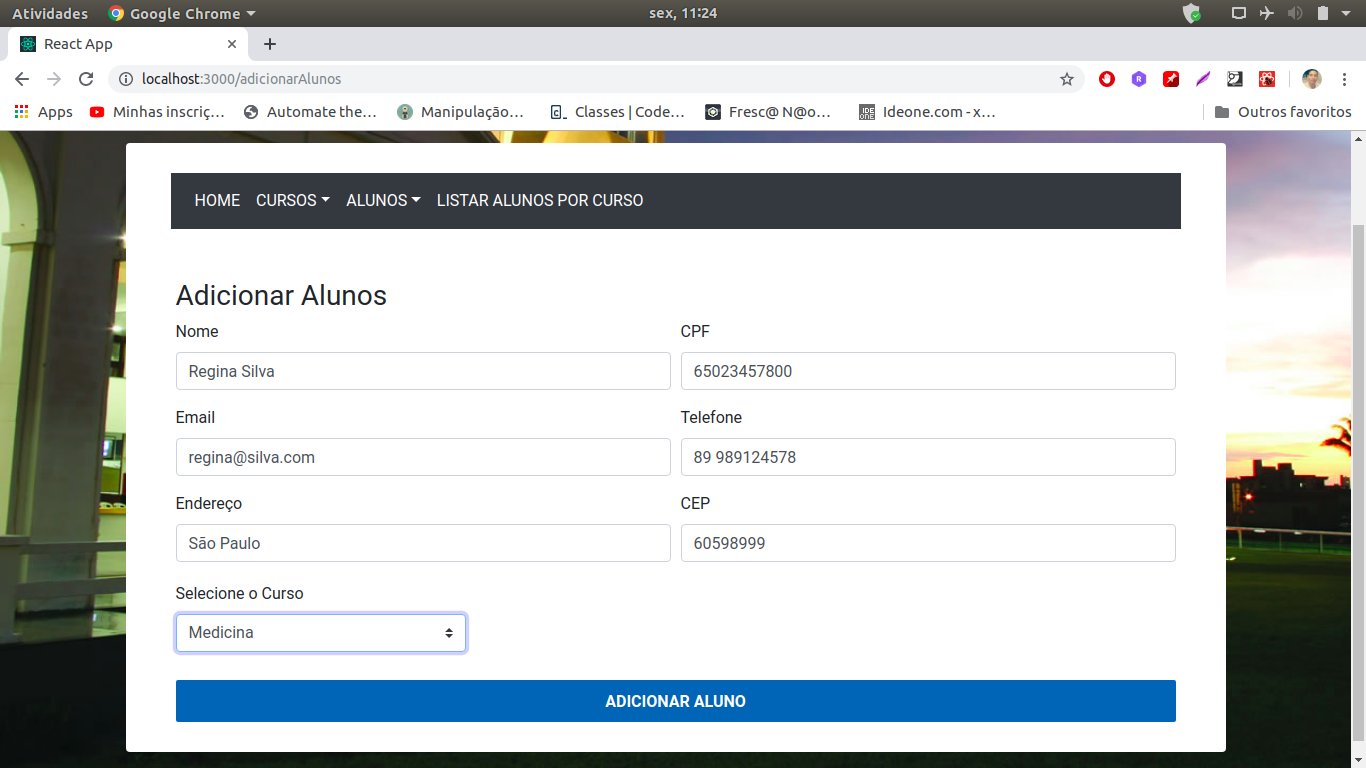 Atividades Google Chrome sex, 11:24
React App
localhost:3000/adicionarAlunos
Apps Minhas inscriç... Automate the... Manipulação... Classes | Code... Fresc@ N@o... Ideone.com - x... Outros favoritos
HOME CURSOS ALUNOS LISTAR ALUNOS POR CURSO
Adicionar Alunos
Nome CPF
Regina Silva 65023457800
Email Telefone
regina@silva.com 89 989124578
Endereço CEP
São Paulo 60598999
Selecione o Curso
Medicina
ADICIONAR ALUNO